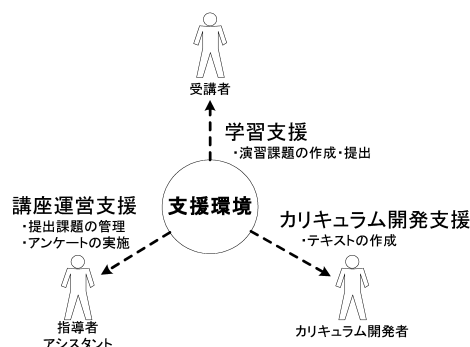 受講者
学習支援
・演習課題の作成・提出
支援環境
講座運営支援
・提出課題の管理
・アンケートの実施
カリキュラム開発支援
・テキストの作成
指導者
アシスタント
カリキュラム開発者